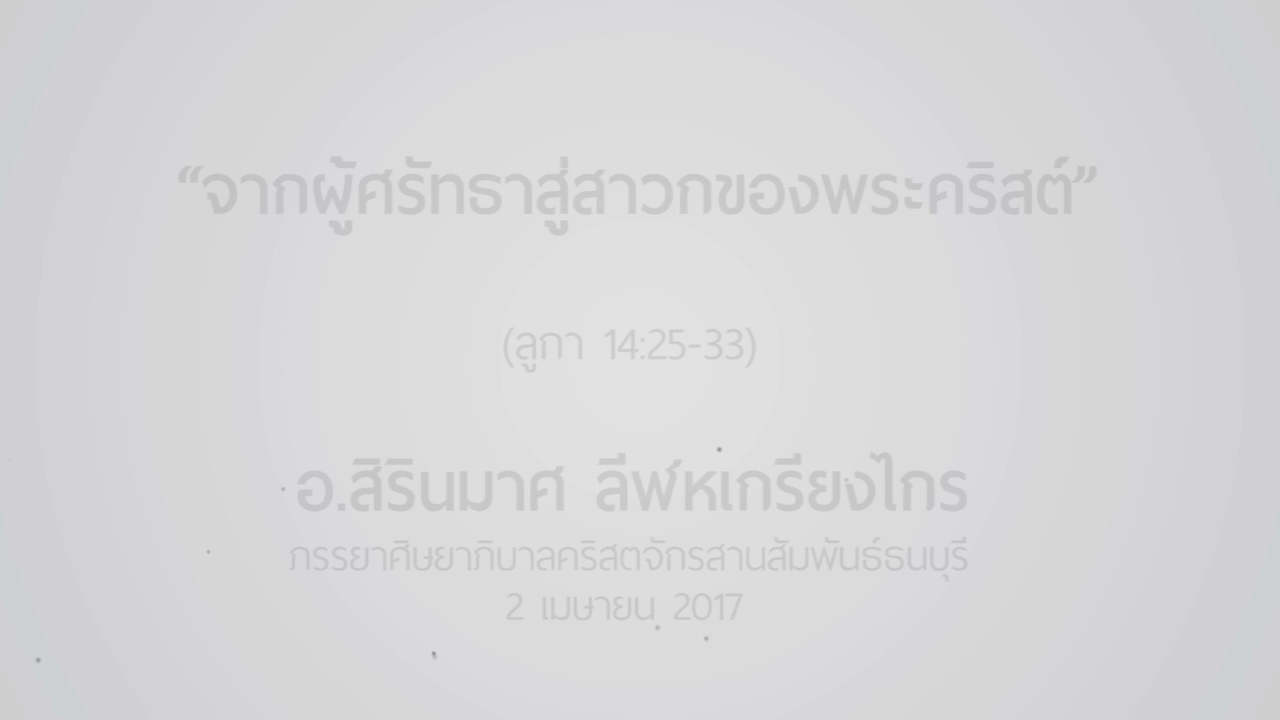 “จากผู้ศรัทธาสู่สาวกของพระคริสต์”
(ลูกา 14:25-33)
อ.สิรินมาศ ลีฬหเกรียงไกร
ภรรยาศิษยาภิบาลคริสตจักรสานสัมพันธ์ธนบุรี
2 เมษายน 2017